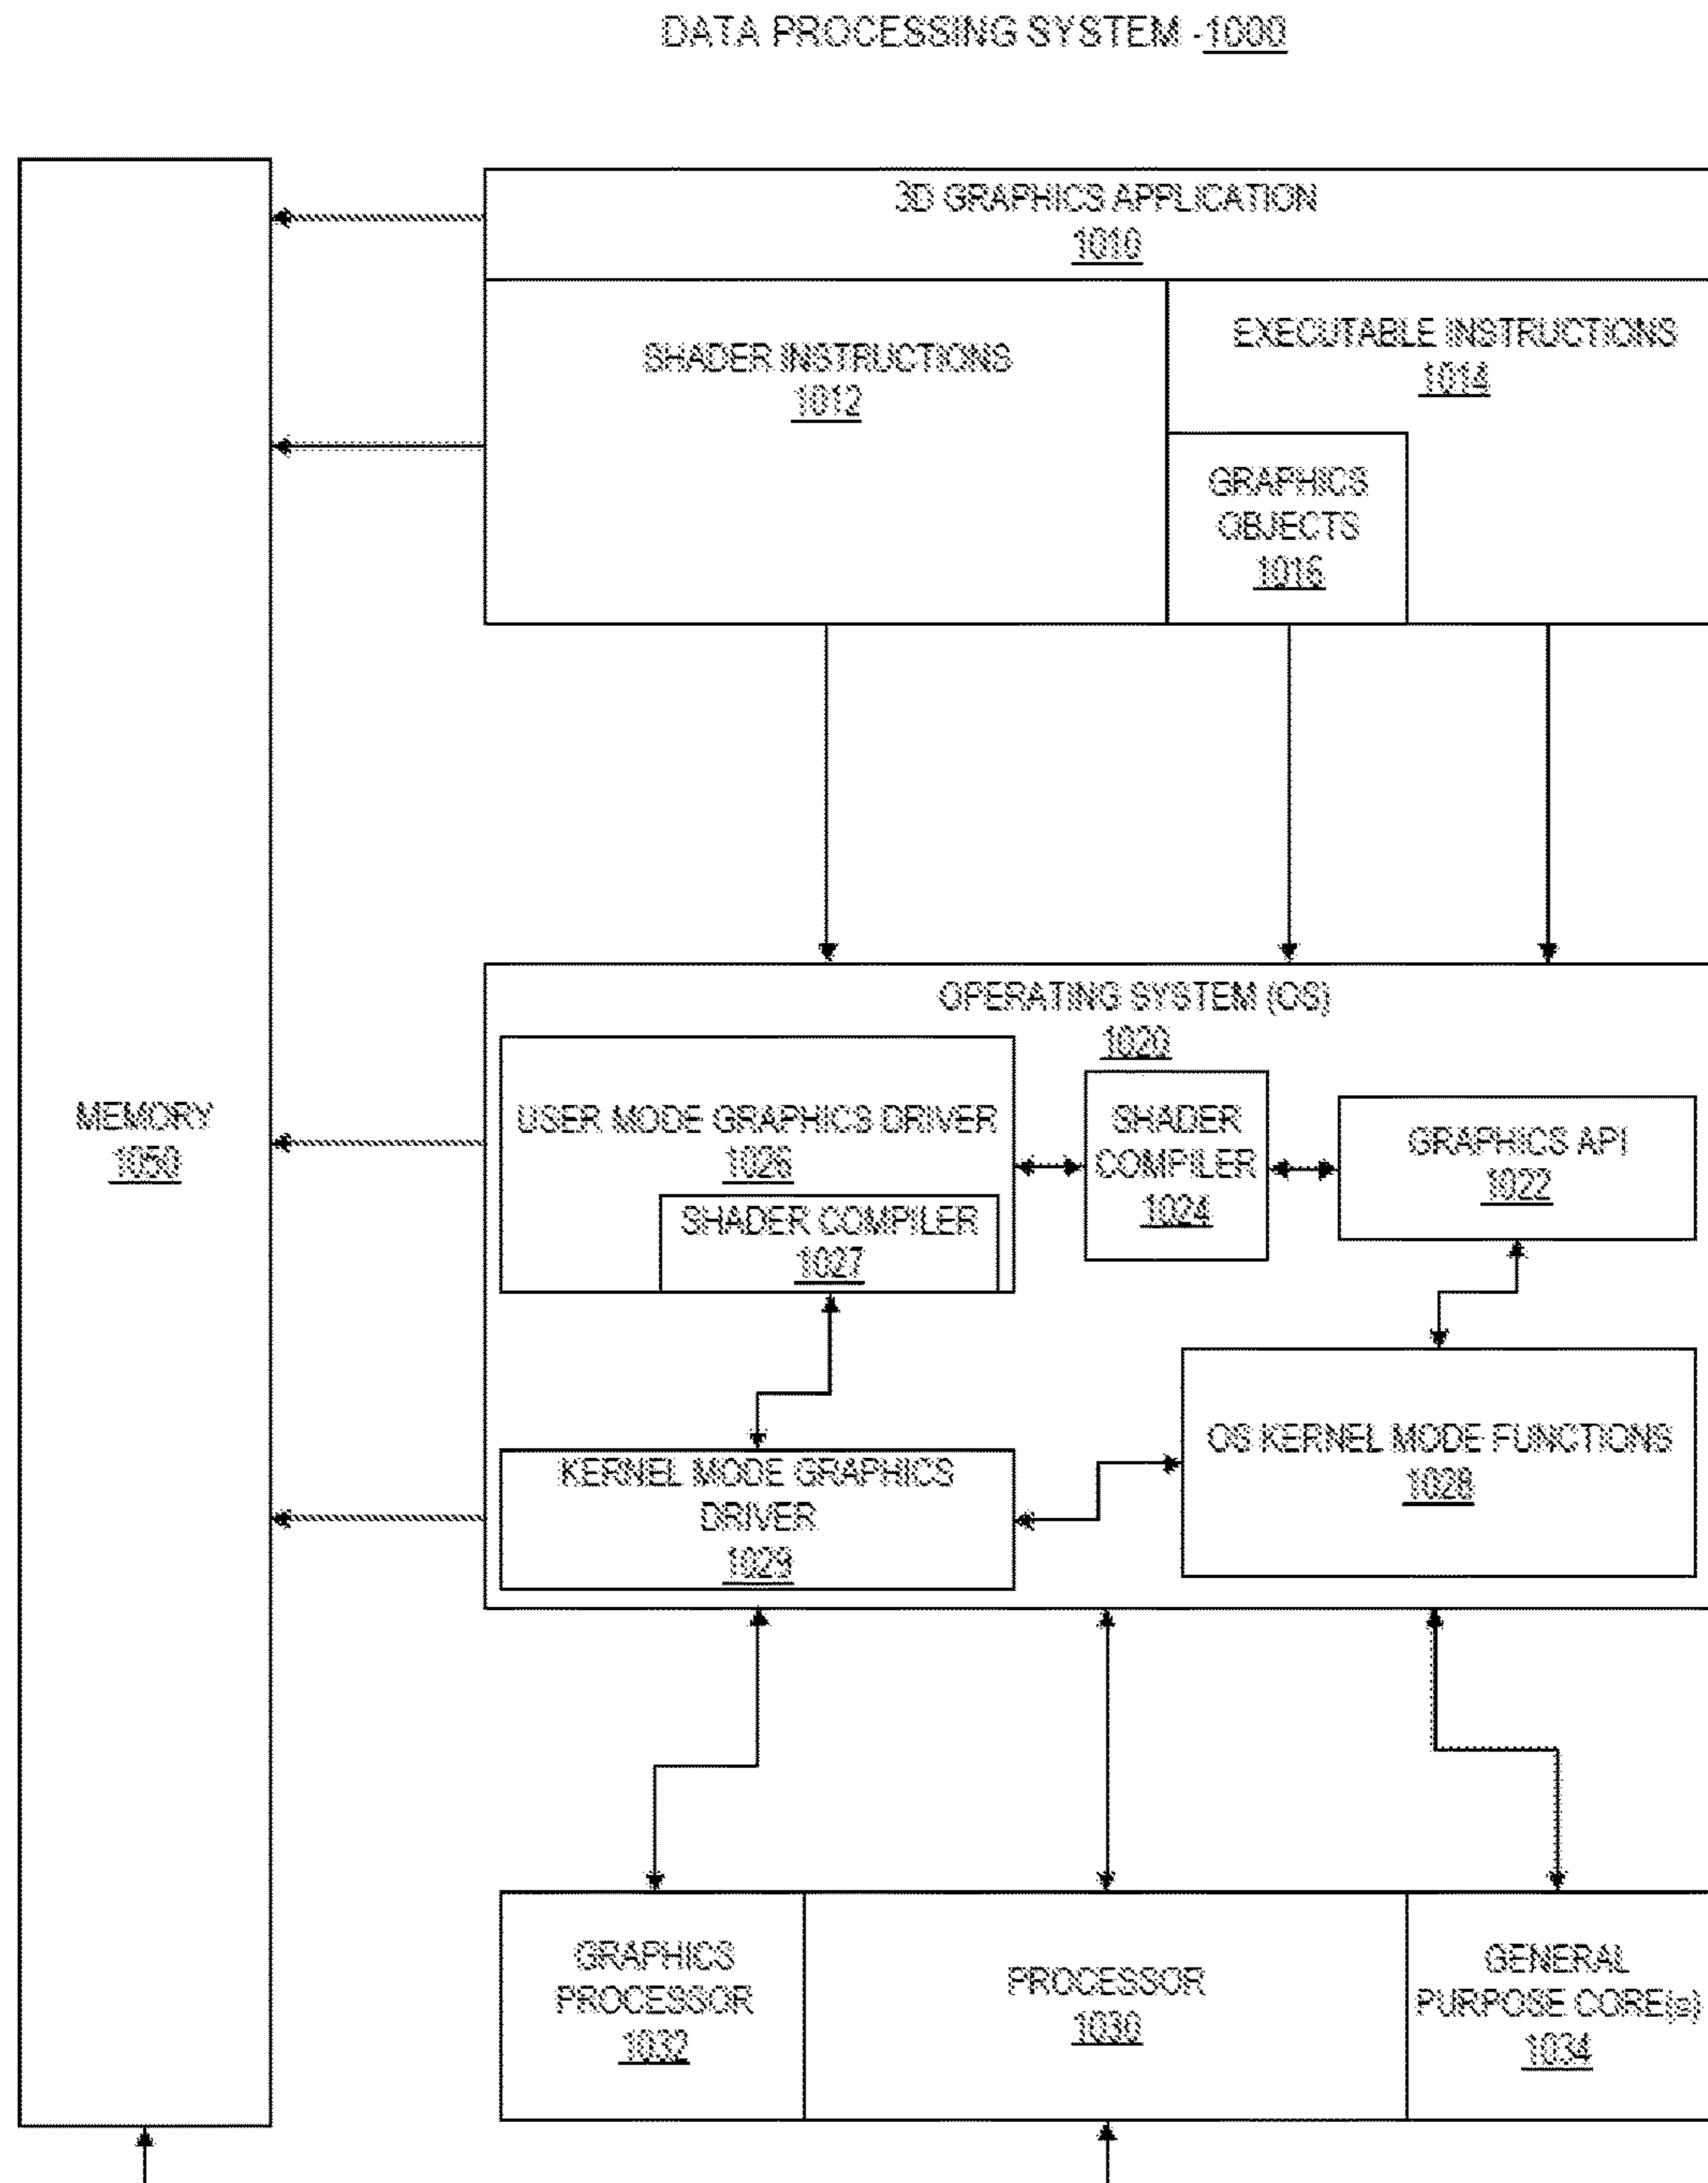 DATA PROCESSING SYSTEM -1000
3D GRAPHICS APPLICATION
1010
SHADER INSTRUCTIONS
1012
EXECUTABLE INSTRUCTIONS
1014
GRAPHICS
OBJECTS
1016
OPERATING SYSTEM (OS)
1020
MEMORY
1050
USER MODE GRAPHICS DRIVER
1026
SHADER COMPILER
1027
SHADER
COMPILER
1024
GRAPHICS API
1022
KERNEL MODE GRAPHICS
DRIVER
1029
OS KERNEL MODE FUNCTIONS
1028
GRAPHICS
PROCESSOR
1032
PROCESSOR
1030
GENERAL
PURPOSE CORE(s)
1034